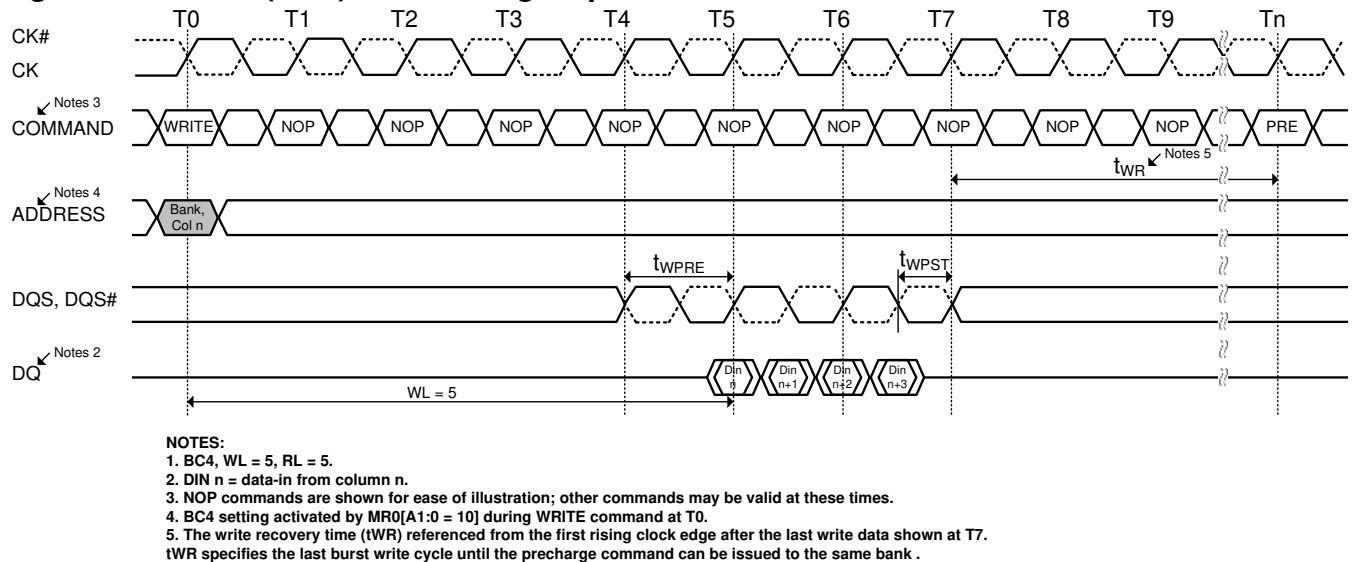 T0 T1 T2 T3 T4 T5 T6 T7 T8 T9 Tn
CK#
CK
Notes 3
COMMAND WRITE NOP NOP NOP NOP NOP NOP NOP NOP NOP PRE
tWR Notes 5
Notes 4
ADDRESS Bank,
Col n
tWPRE tWPST
DQS, DQS#
Notes 2
DQ Din n Din n+1 Din n+2 Din n+3
WL = 5
NOTES:
1. BC4, WL = 5, RL = 5.
2. DIN n = data-in from column n.
3. NOP commands are shown for ease of illustration; other commands may be valid at these times.
4. BC4 setting activated by MR0[A1:0 = 10] during WRITE command at T0.
5. The write recovery time (tWR) referenced from the first rising clock edge after the last write data shown at T7.
tWR specifies the last burst write cycle until the precharge command can be issued to the same bank .